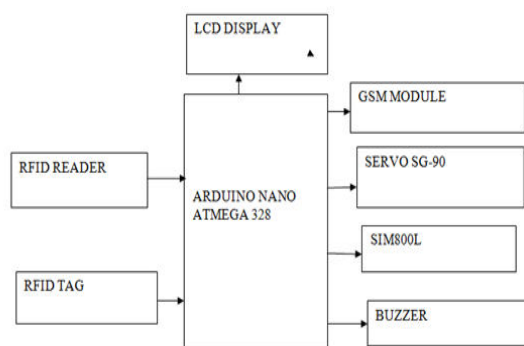 LCD DISPLAY
GSM MODULE
RFID READER
ARDUINO NANO
ATMEGA 328
SERVO SG-90
SIM800L
RFID TAG
BUZZER